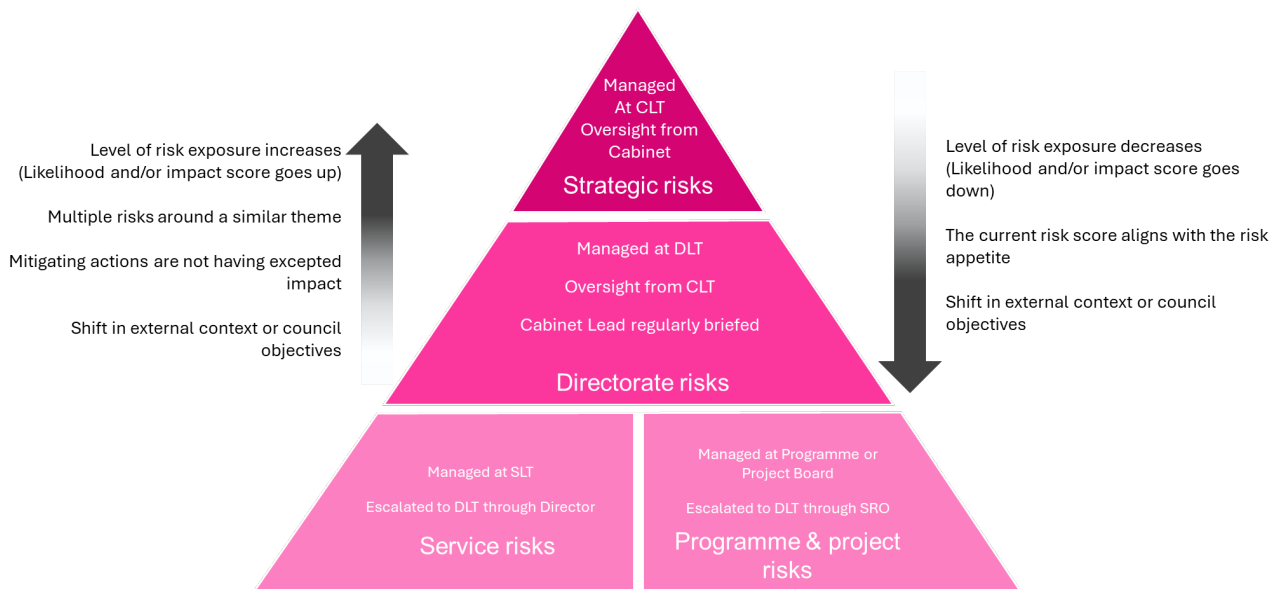 Managed
At CLT
Oversight from
Cabinet
Strategic risks
Level of risk exposure increases
(Likelihood and/or impact score goes up)
Multiple risks around a similar theme
Mitigating actions are not having excepted
impact
Shift in external context or council
objectives
Managed at DLT
Oversight from CLT
Cabinet Lead regularly briefed
Directorate risks
Level of risk exposure decreases
(Likelihood and/or impact score goes
down)
The current risk score aligns with the risk
appetite
Shift in external context or council
objectives
Managed at SLT
Escalated to DLT through Director
Service risks
Managed at Programme or
Project Board
Escalated to DLT through SRO
Programme & project
risks